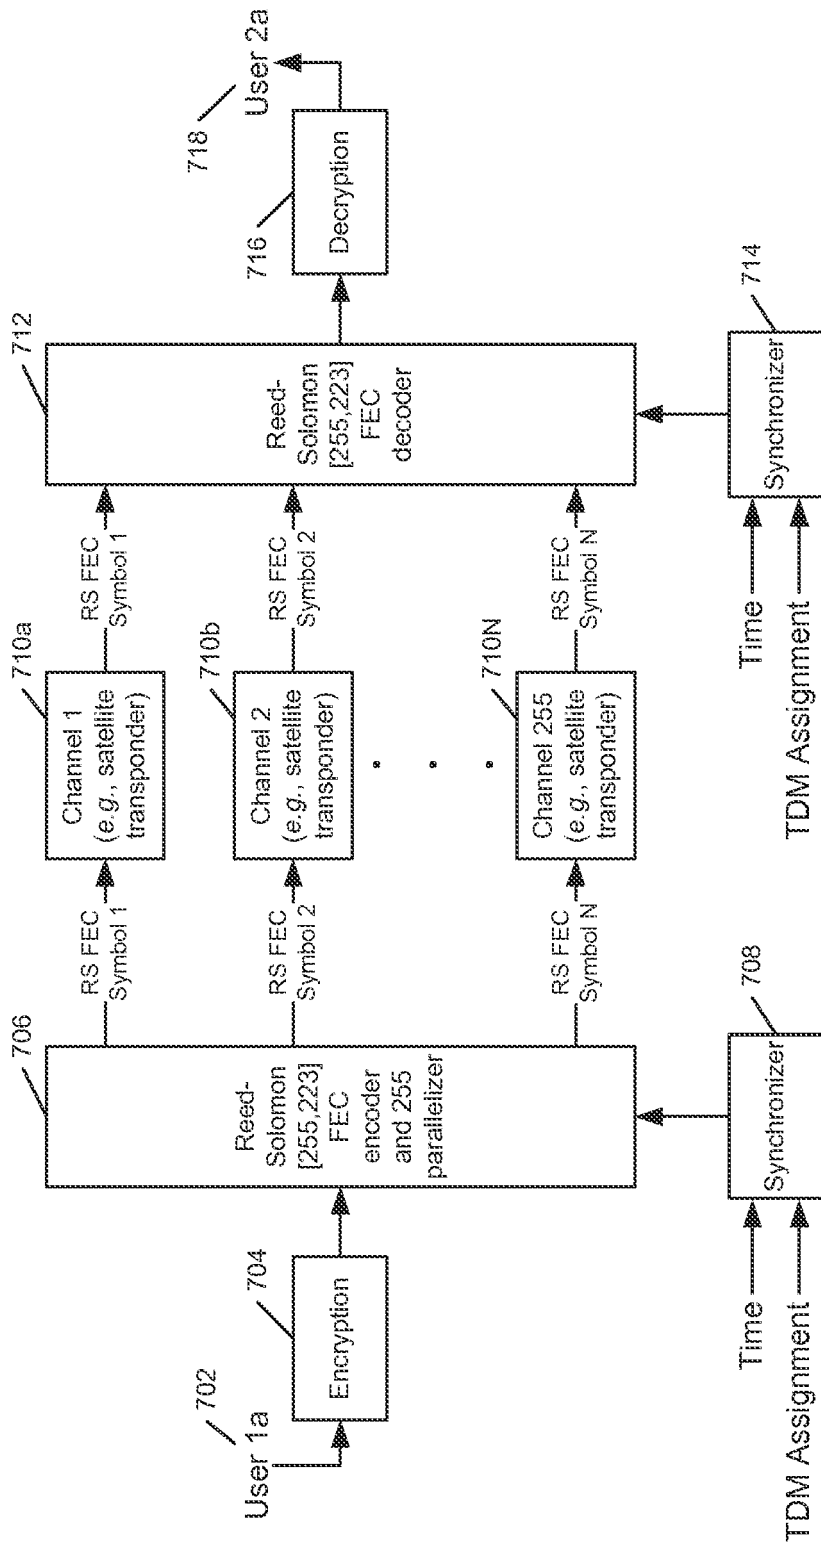 702
User 1a
704
Encryption
706
Reed-
Solomon
[255,223]
FEC
encoder
and 255
parallelizer
708
Synchronizer
Time
TDM Assignment
RS FEC
Symbol 1
RS FEC
Symbol 2
RS FEC
Symbol N
710a
Channel 1
(e.g., satellite
transponder)
710b
Channel 2
(e.g., satellite
transponder)
710N
Channel 255
(e.g., satellite
transponder)
RS FEC
Symbol 1
RS FEC
Symbol 2
RS FEC
Symbol N
712
Reed-
Solomon
[255,223]
FEC
decoder
714
Synchronizer
Time
TDM Assignment
716
Decryption
718
User 2a